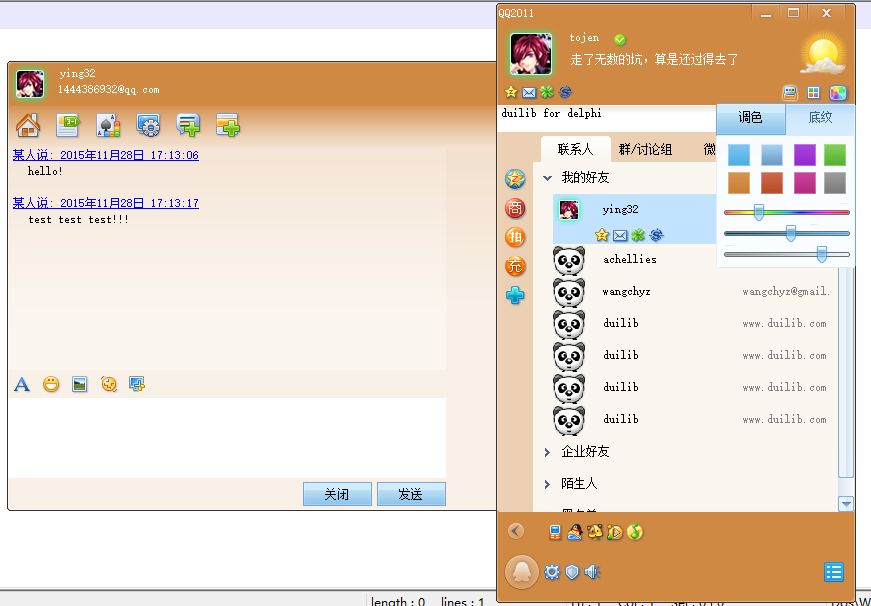 ying32
1444386932@qq.com
某人说: 2015年11月28日 17:13:06
hello!
某人说: 2015年11月28日 17:13:17
test test test!!!
关闭
发送
QQ2011
tojen
走了无数的坑，算是还过得去了
duilib for delphi
调色
底纹
联系人
群/讨论组
微
我的好友
商
拍
充
ying32
achellies
wangchyz
wangchyz@gmail.
duilib
www.duilib.com
duilib
www.duilib.com
duilib
www.duilib.com
duilib
www.duilib.com
企业好友
陌生人
length : 0 lines : 1